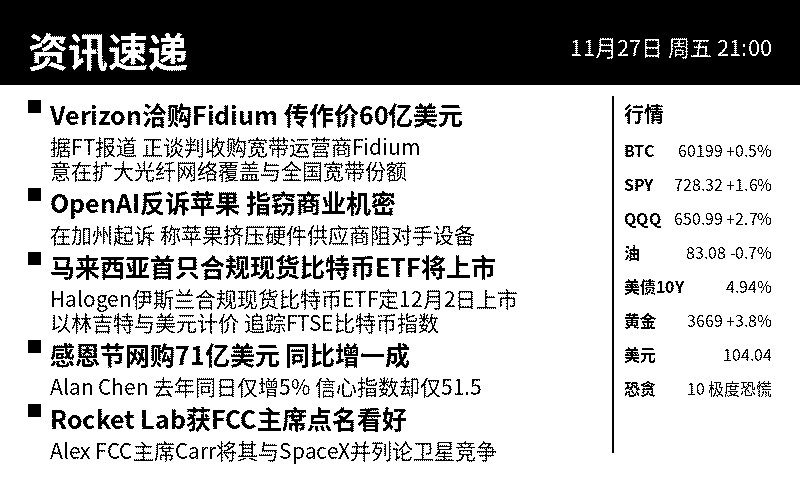 资讯速递
11月27日 周五 21:00
Verizon洽购Fidium 传作价60亿美元
据FT报道 正谈判收购宽带运营商Fidium
意在扩大光纤网络覆盖与全国宽带份额
OpenAI反诉苹果 指窃商业机密
在加州起诉 称苹果挤压硬件供应商阻对手设备
马来西亚首只合规现货比特币ETF将上市
Halogen伊斯兰合规现货比特币ETF定12月2日上市
以林吉特与美元计价 追踪FTSE比特币指数
感恩节网购71亿美元 同比增一成
Alan Chen 去年同日仅增5% 信心指数却仅51.5
Rocket Lab获FCC主席点名看好
Alex FCC主席Carr将其与SpaceX并列论卫星竞争
行情
BTC 60199 +0.5%
SPY 728.32 +1.6%
QQQ 650.99 +2.7%
油 83.08 -0.7%
美债10Y 4.94%
黄金 3669 +3.8%
美元 104.04
恐贪 10 极度恐慌